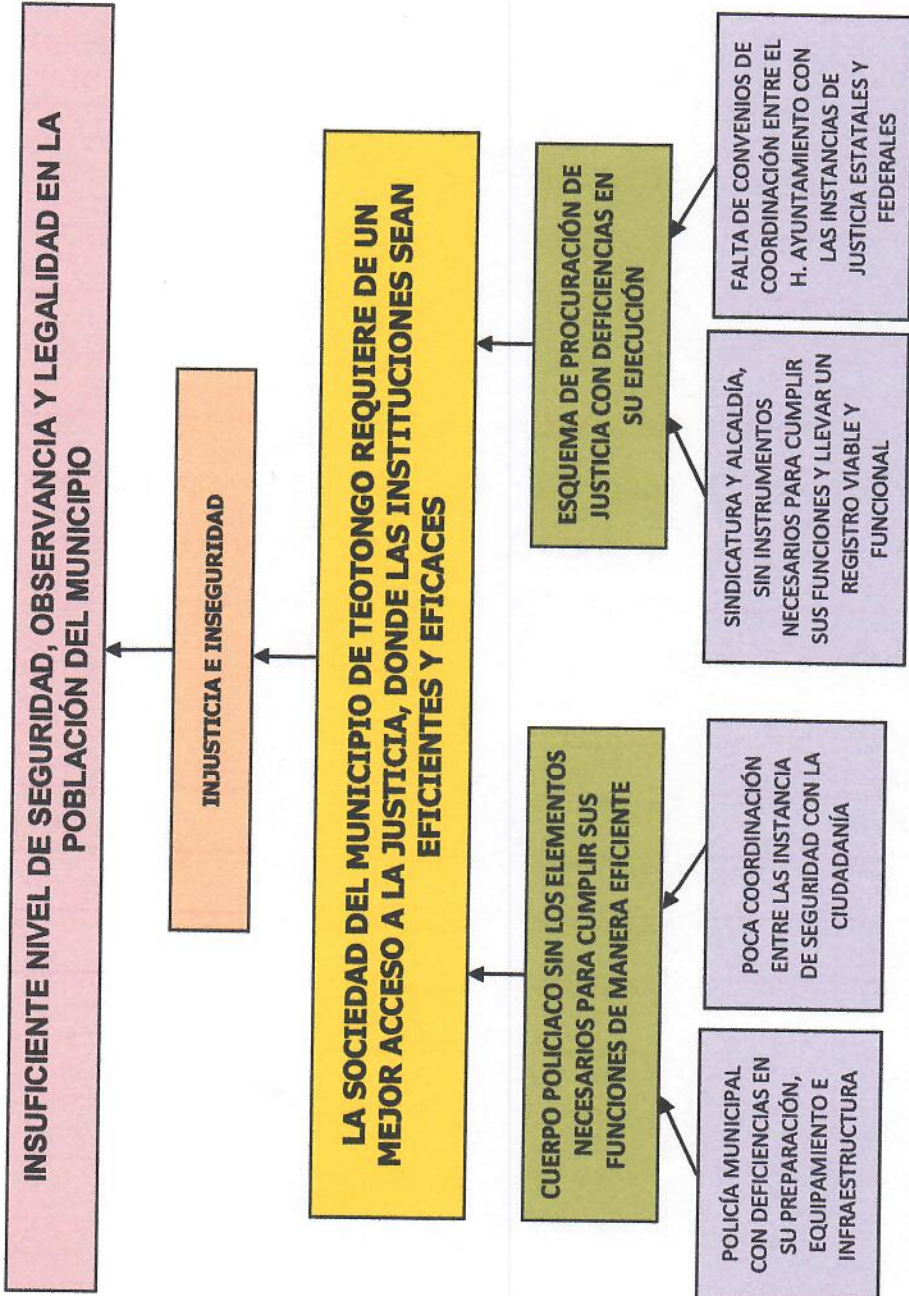 INSUFICIENTE NIVEL DE SEGURIDAD, OBSERVANCIA Y LEGALIDAD EN LA
POBLACIÓN DEL MUNICIPIO
INJUSTICIA E INSEGURIDAD
LA SOCIEDAD DEL MUNICIPIO DE TEOTONGO REQUIERE DE UN
MEJOR ACCESO A LA JUSTICIA, DONDE LAS INSTITUCIONES SEAN
EFICIENTES Y EFICACES
CUERPO POLICIACO SIN LOS ELEMENTOS
NECESARIOS PARA CUMPLIR SUS
FUNCIONES DE MANERA EFICIENTE
ESQUEMA DE PROCURACIÓN DE
JUSTICIA CON DEFICIENCIAS EN
SU EJECUCIÓN
POLICÍA MUNICIPAL
CON DEFICIENCIAS EN
SU PREPARACIÓN,
EQUIPAMIENTO E
INFRAESTRUCTURA
POCA COORDINACIÓN
ENTRE LAS INSTANCIA
DE SEGURIDAD CON LA
CIUDADANÍA
SINDICATURA Y ALCALDÍA,
SIN INSTRUMENTOS
NECESARIOS PARA CUMPLIR
SUS FUNCIONES Y LLEVAR UN
REGISTRO VIABLE Y
FUNCIONAL
FALTA DE CONVENIOS DE
COORDINACIÓN ENTRE EL
H. AYUNTAMIENTO CON
LAS INSTANCIAS DE
JUSTICIA ESTATALES Y
FEDERALES